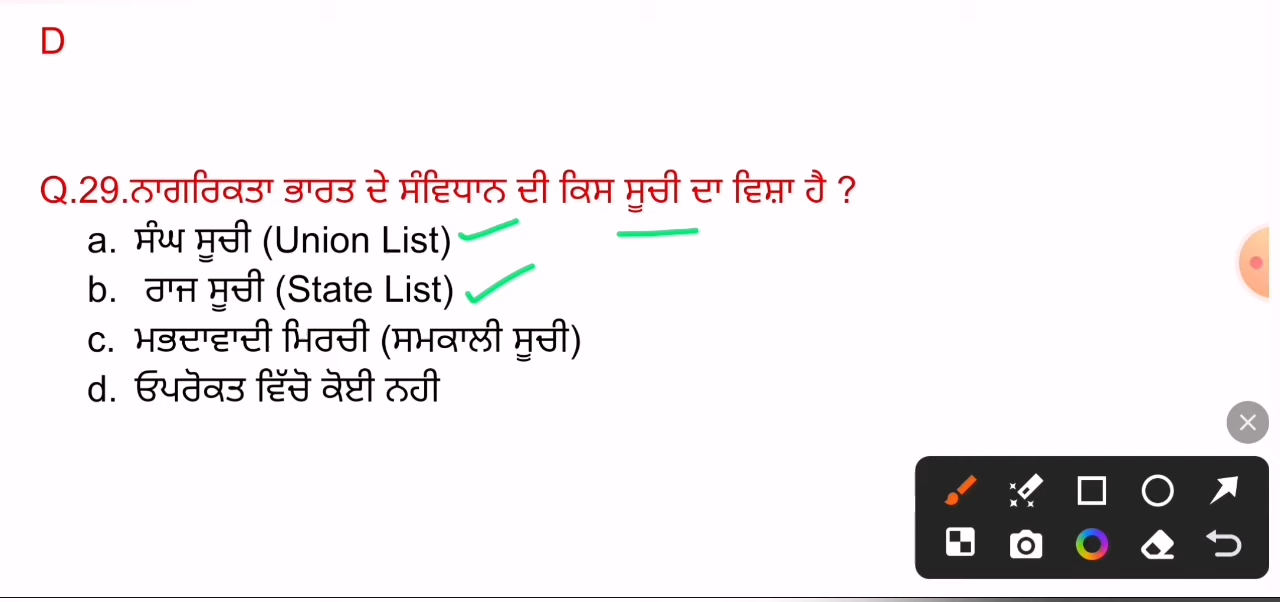 D
Q.29.ਨਾਗਰਿਕਤਾ ਭਾਰਤ ਦੇ ਸੰਵਿਧਾਨ ਦੀ ਕਿਸ ਸੂਚੀ ਦਾ ਵਿਸ਼ਾ ਹੈ ?
a. ਸੰਘ ਸੂਚੀ (Union List)
b. ਰਾਜ ਸੂਚੀ (State List)
c. ਮਭਦਾਵਾਦੀ ਮਿਰਚੀ (ਸਮਕਾਲੀ ਸੂਚੀ)
d. ਓਪਰੋਕਤ ਵਿੱਚੋ ਕੋਈ ਨਹੀ